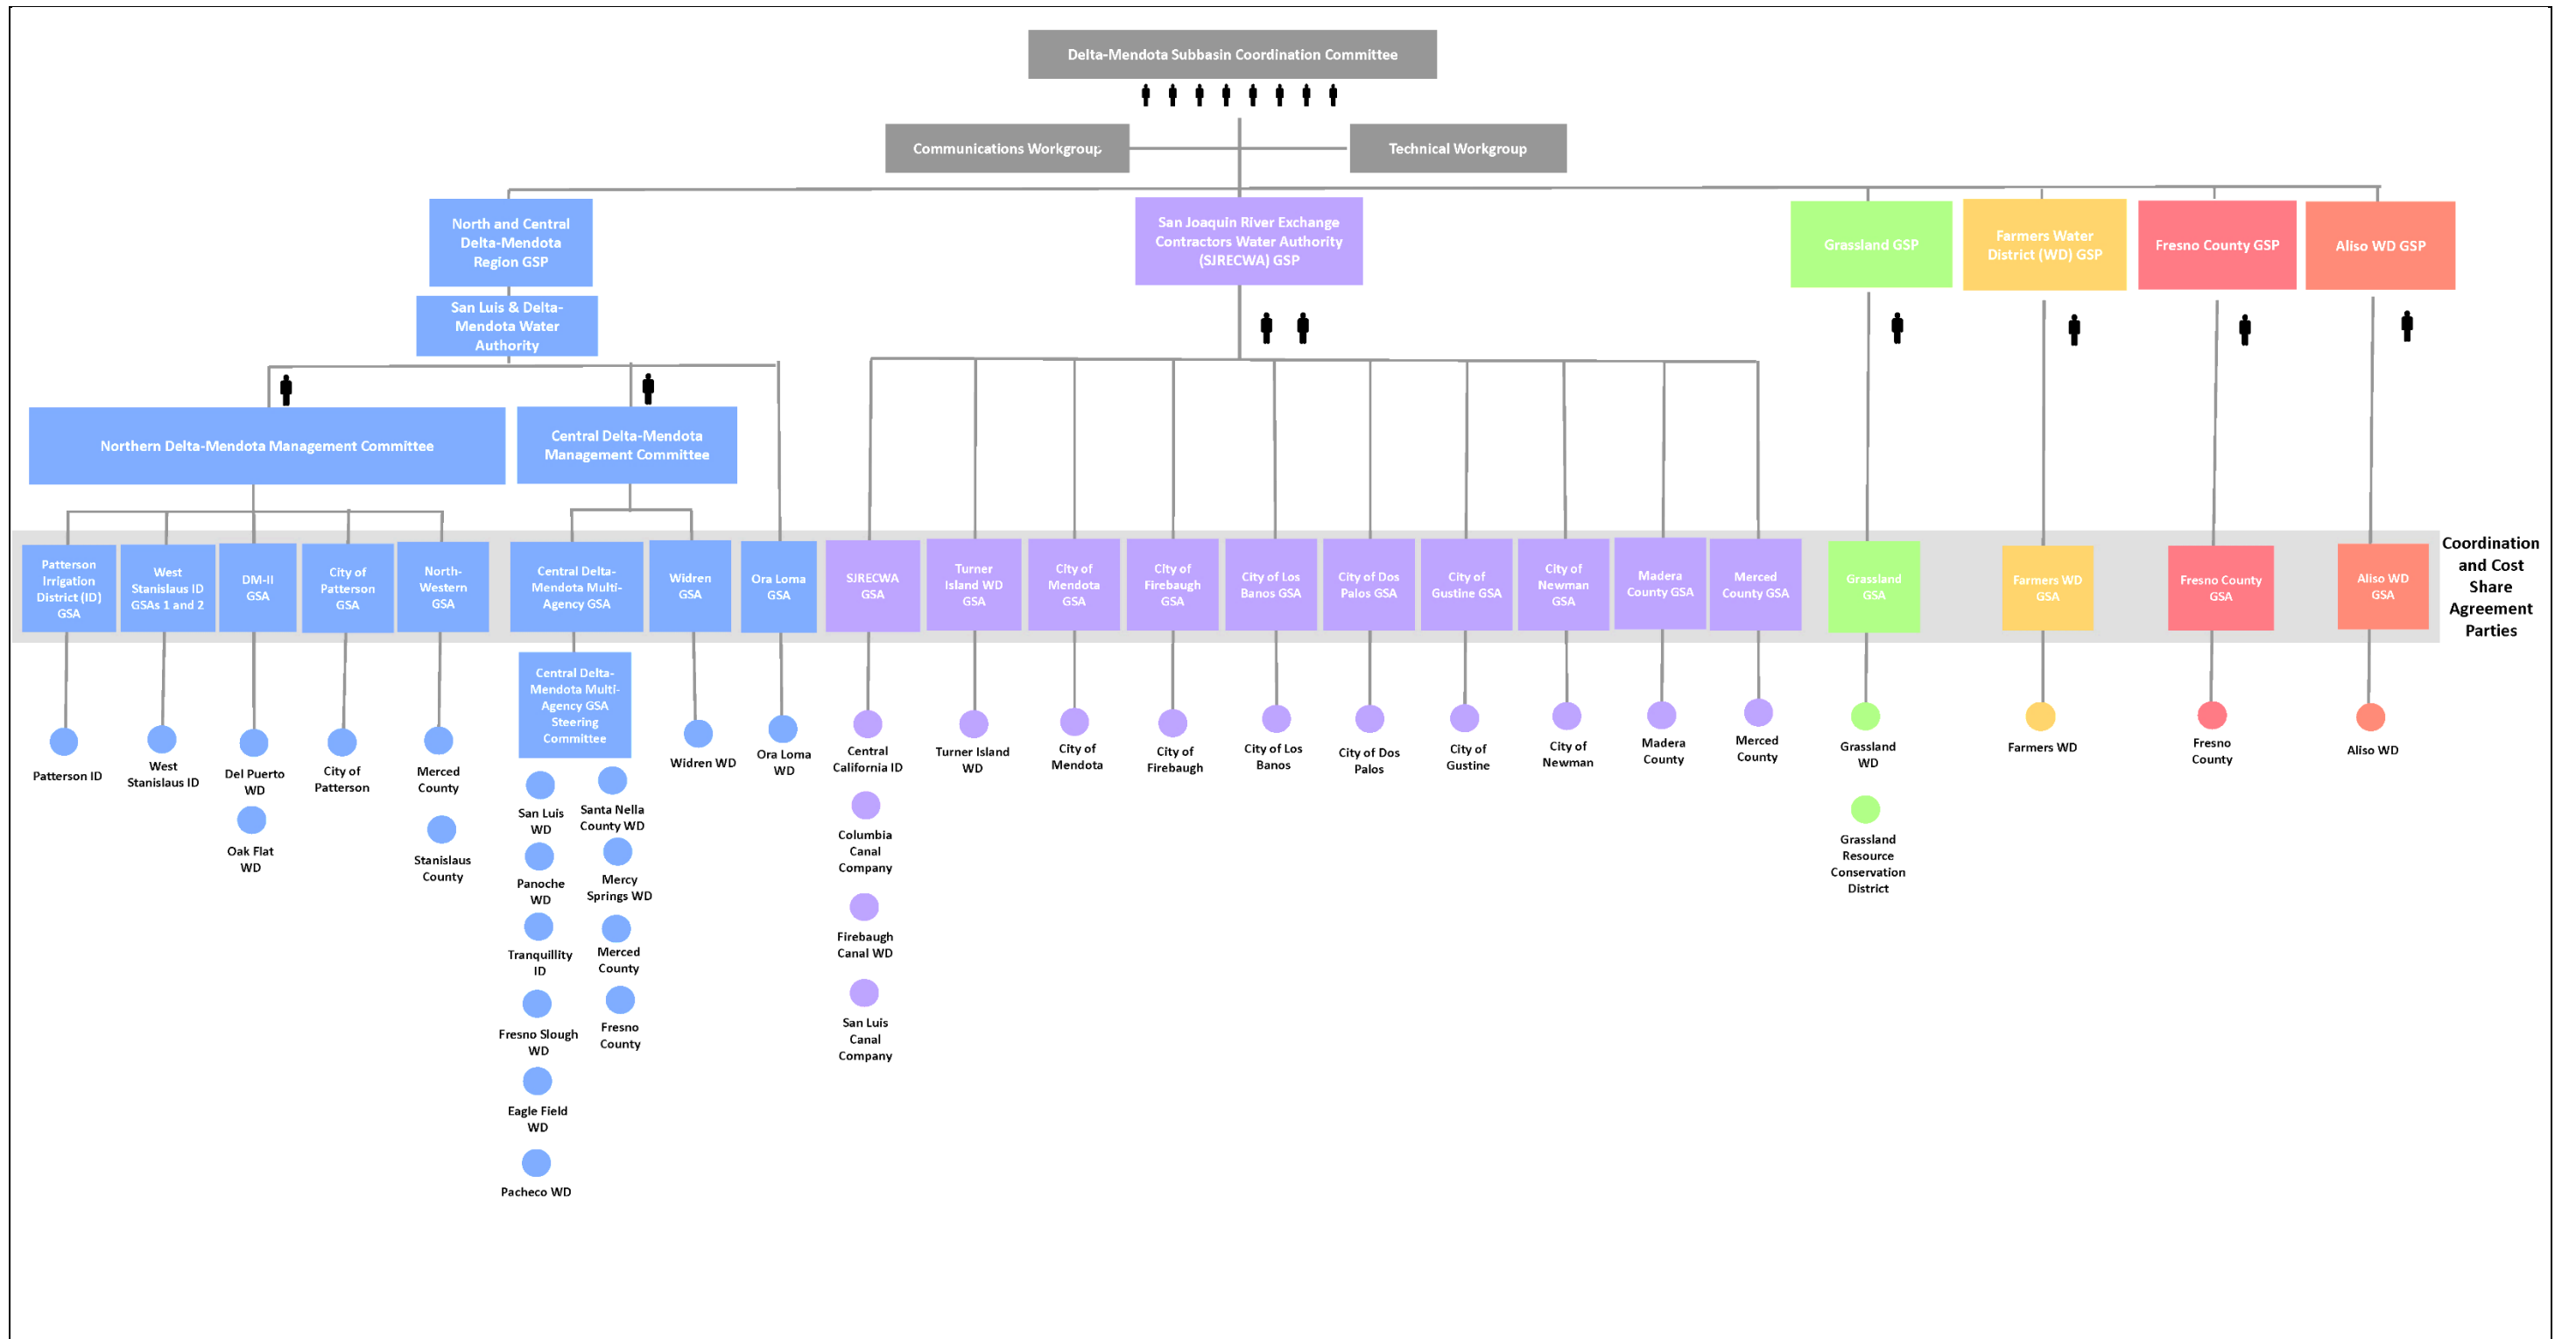 Delta-Mendota Subbasin Coordination Committee
Communications Workgroup
Technical Workgroup
North and Central
Delta-Mendota
Region GSP
San Joaquin River Exchange
Contractors Water Authority
(SJRECWA) GSP
Grassland GSP
Farmers Water
District (WD) GSP
Fresno County GSP
Aliso WD GSP
San Luis & Delta-
Mendota Water
Authority
Northern Delta-Mendota Management Committee
Central Delta-Mendota
Management Committee
Patterson
Irrigation
District (ID)
GSA
West
Stanislaus ID
GSAs 1 and 2
DM-II
GSA
City of
Patterson
GSA
North-
Western
GSA
Central Delta-
Mendota Multi-
Agency GSA
Widren
GSA
Ora Loma
GSA
SJRECWA
GSA
Turner
Island WD
GSA
City of
Mendota
GSA
City of
Firebaugh
GSA
City of Los
Banos GSA
City of Dos
Palos GSA
City of
Gustine GSA
City of
Newman
GSA
Madera
County GSA
Merced
County GSA
Grassland
GSA
Farmers WD
GSA
Fresno County
GSA
Aliso WD
GSA
Coordination
and Cost
Share
Agreement
Parties
Patterson ID
West
Stanislaus ID
Del Puerto
WD
Oak Flat
WD
City of
Patterson
Merced
County
Stanislaus
County
Central Delta-
Mendota Multi-
Agency GSA
Steering
Committee
San Luis
WD
Panoche
WD
Tranquillity
ID
Fresno Slough
WD
Eagle Field
WD
Pacheco WD
Santa Nella
County WD
Mercy
Springs WD
Merced
County
Fresno
County
Widren WD
Ora Loma
WD
Central
California ID
Columbia
Canal
Company
Firebaugh
Canal WD
San Luis
Canal
Company
Turner Island
WD
City of
Mendota
City of
Firebaugh
City of Los
Banos
City of Dos
Palos
City of
Gustine
City of
Newman
Madera
County
Merced
County
Grassland
WD
Grassland
Resource
Conservation
District
Farmers WD
Fresno
County
Aliso WD